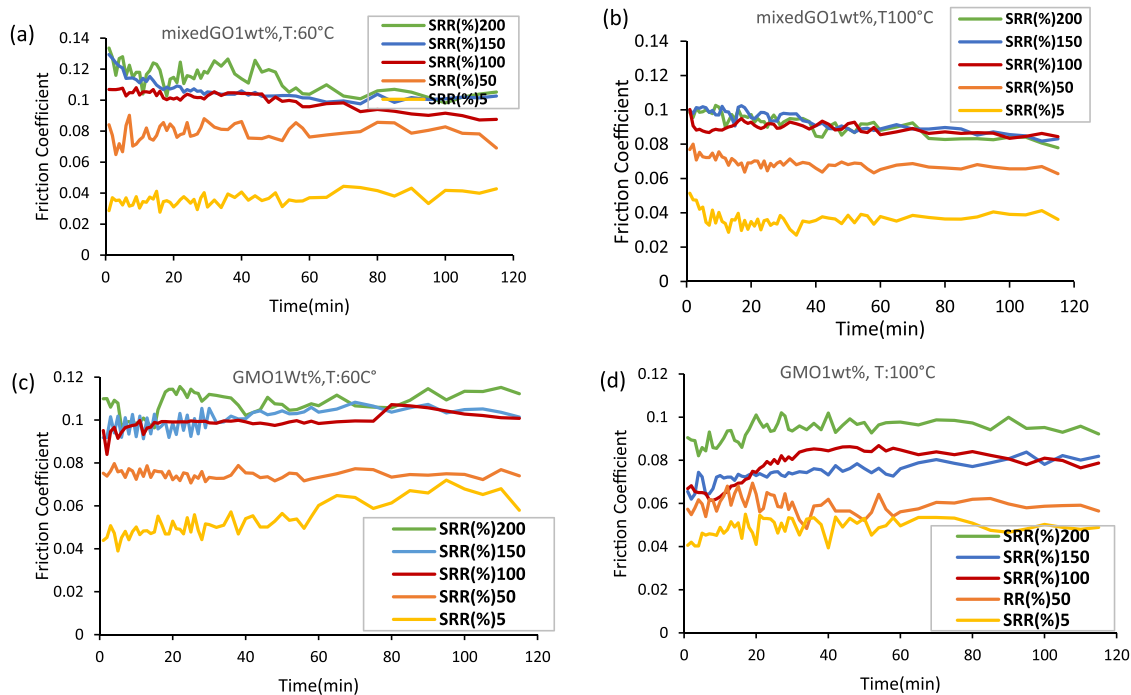 (a)
mixedGO1wt%,T:60°C
SRR(%)200
SRR(%)150
SRR(%)100
SRR(%)50
SRR(%)5
Friction Coefficient
0.14
0.12
0.1
0.08
0.06
0.04
0.02
0
0 20 40 60 80 100 120
Time(min)
(b)
mixedGO1wt%,T100°C
SRR(%)200
SRR(%)150
SRR(%)100
SRR(%)50
SRR(%)5
Friction Coefficient
0.14
0.12
0.1
0.08
0.06
0.04
0.02
0
0 20 40 60 80 100 120
Time(min)
(c)
GMO1Wt%,T:60C°
Friction Coefficient
0.12
0.1
0.08
0.06
0.04
0.02
0
SRR(%)200
SRR(%)150
SRR(%)100
SRR(%)50
SRR(%)5
0 20 40 60 80 100 120
Time(min)
(d)
GMO1wt%, T:100°C
Friction Coefficient
0.12
0.1
0.08
0.06
0.04
0.02
0
SRR(%)200
SRR(%)150
SRR(%)100
RR(%)50
SRR(%)5
0 20 40 60 80 100 120
Time(min)